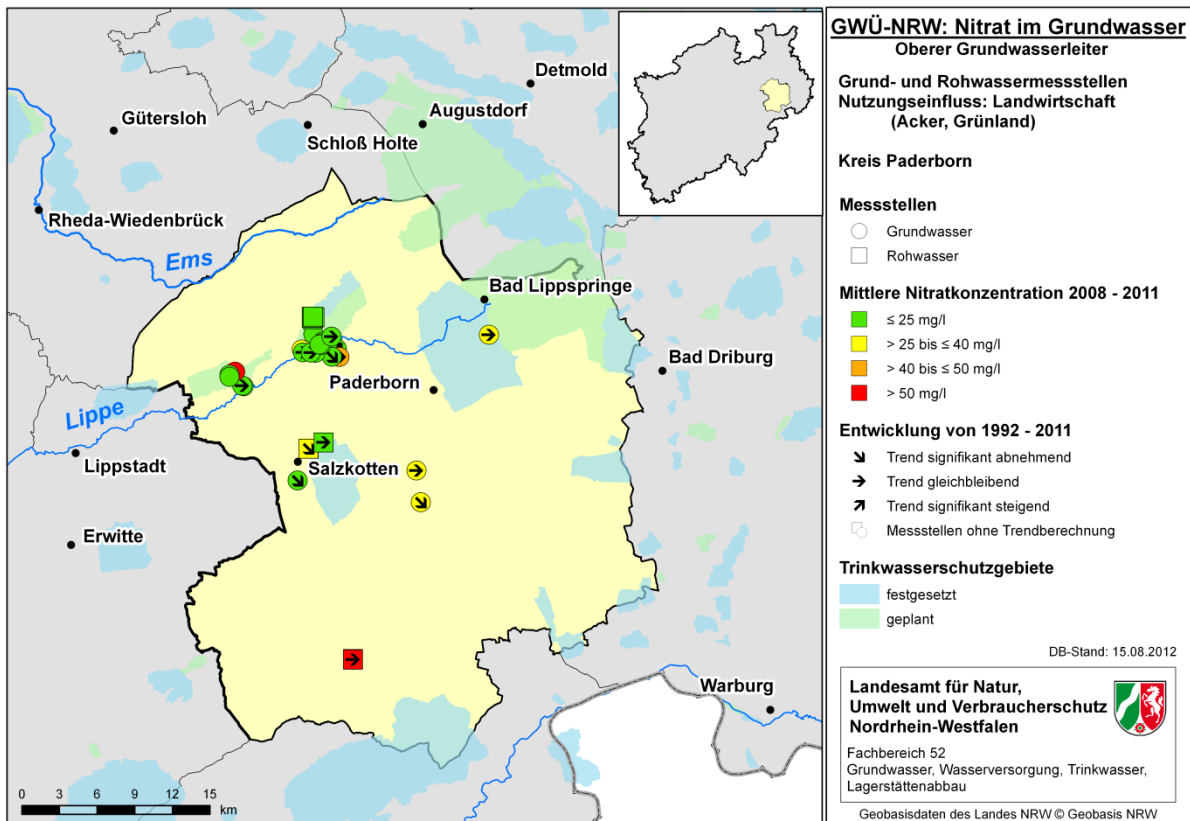 Detmold
Augustdorf
Gütersloh
Schloß Holte
Rheda-Wiedenbrück
Ems
Bad Lippspringe
Bad Driburg
Paderborn
Lippe
Lippstadt
Salzkotten
Erwitte
Warburg
0 3 6 9 12 15
km
GWÜ-NRW: Nitrat im Grundwasser
Oberer Grundwasserleiter
Grund- und Rohwassermessstellen
Nutzungseinfluss: Landwirtschaft
(Acker, Grünland)
Kreis Paderborn
Messstellen
Grundwasser
Rohwasser
Mittlere Nitratkonzentration 2008 - 2011
≤ 25 mg/l
> 25 bis ≤ 40 mg/l
> 40 bis ≤ 50 mg/l
> 50 mg/l
Entwicklung von 1992 - 2011
Trend signifikant abnehmend
Trend gleichbleibend
Trend signifikant steigend
Messstellen ohne Trendberechnung
Trinkwasserschutzgebiete
festgesetzt
geplant
DB-Stand: 15.08.2012
Landesamt für Natur,
Umwelt und Verbraucherschutz
Nordrhein-Westfalen
Fachbereich 52
Grundwasser, Wasserversorgung, Trinkwasser,
Lagerstättenabbau
Geobasisdaten des Landes NRW © Geobasis NRW